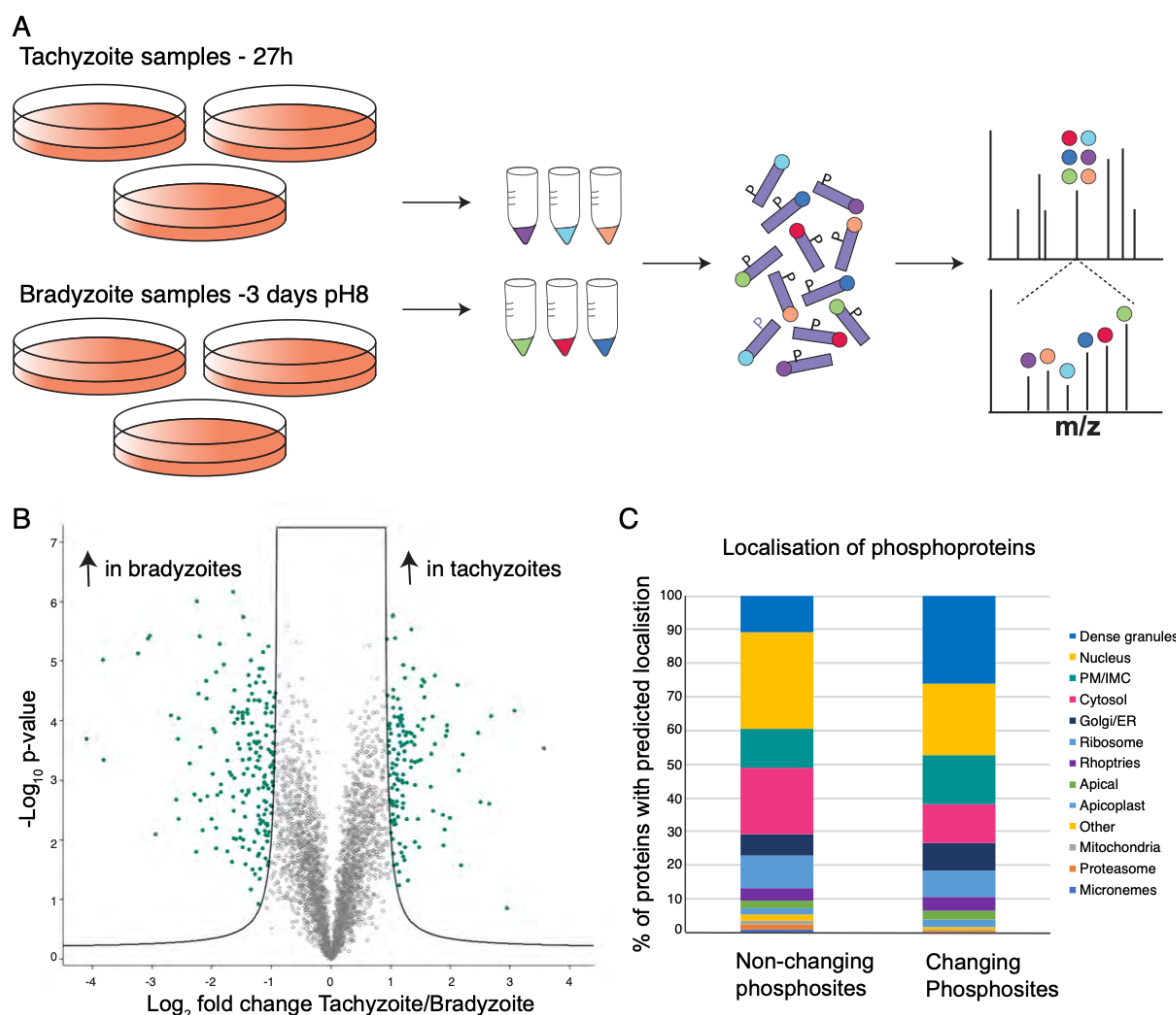 A
Tachyzoite samples - 27h
Bradyzoite samples -3 days pH8
P
P
P
P
P
P
P
P
P
P
P
P
m/z
B
↑ in bradyzoites
↑ in tachyzoites
-Log10 p-value
7
6
5
4
3
2
1
0
-4
-3
-2
-1
0
1
2
3
4
Log2 fold change Tachyzoite/Bradyzoite
C
Localisation of phosphoproteins
% of proteins with predicted localistion
100
90
80
70
60
50
40
30
20
10
0
Non-changing
phosphosites
Changing
Phosphosites
Dense granules
Nucleus
PM/IMC
Cytosol
Golgi/ER
Ribosome
Rhoptries
Apical
Apicoplast
Other
Mitochondria
Proteasome
Micronemes